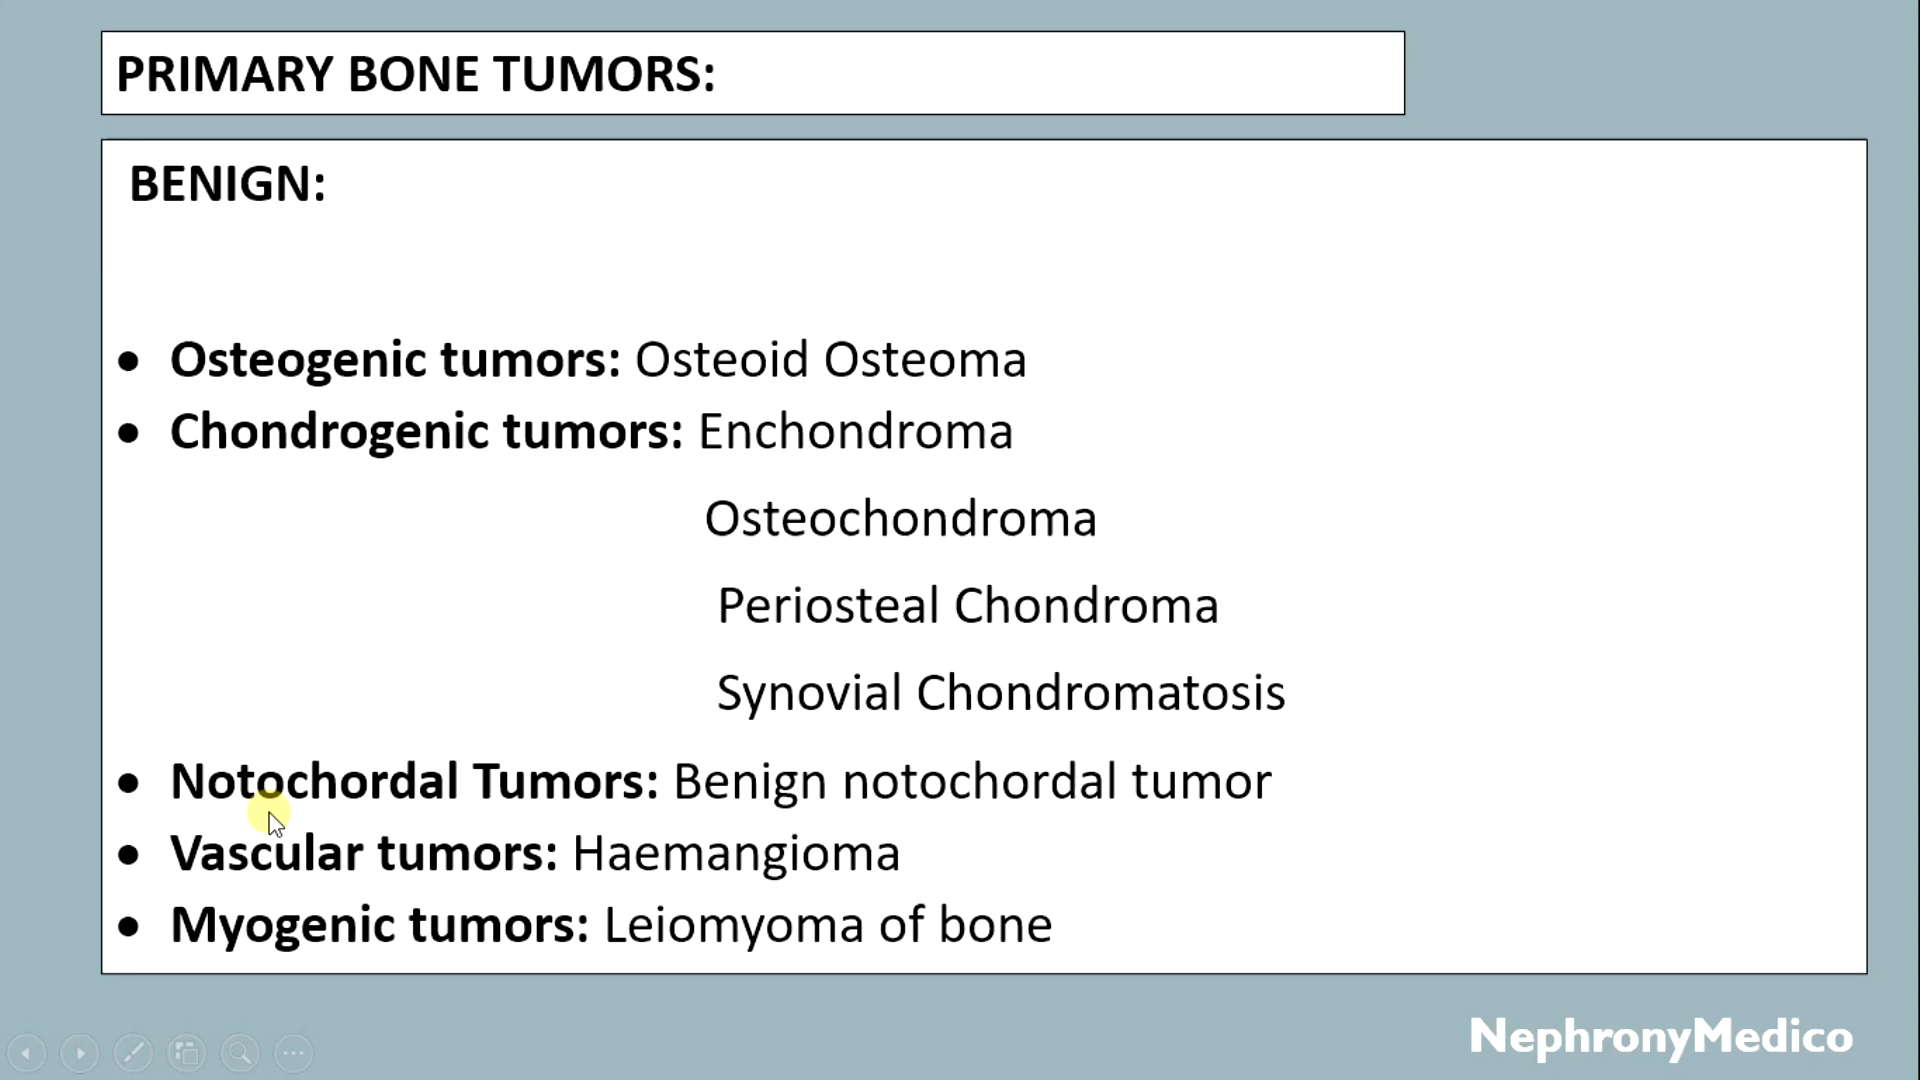 PRIMARY BONE TUMORS:
BENIGN:
• Osteogenic tumors: Osteoid Osteoma
• Chondrogenic tumors: Enchondroma
Osteochondroma
Periosteal Chondroma
Synovial Chondromatosis
• Notochordal Tumors: Benign notochordal tumor
• Vascular tumors: Haemangioma
• Myogenic tumors: Leiomyoma of bone
NephronyMedico